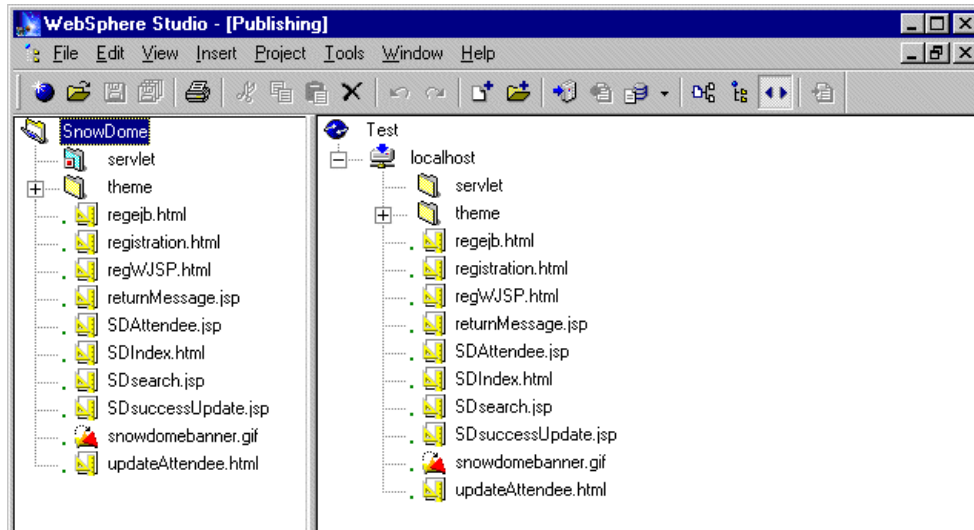 WebSphere Studio - [Publishing]
File Edit View Insert Project Tools Window Help
SnowDome
servlet
theme
regejb.html
registration.html
regWJSP.html
returnMessage.jsp
SDAttendee.jsp
SDIndex.html
SDsearch.jsp
SDsuccessUpdate.jsp
snowdomebanner.gif
updateAttendee.html
Test
localhost
servlet
theme
regejb.html
registration.html
regWJSP.html
returnMessage.jsp
SDAttendee.jsp
SDIndex.html
SDsearch.jsp
SDsuccessUpdate.jsp
snowdomebanner.gif
updateAttendee.html